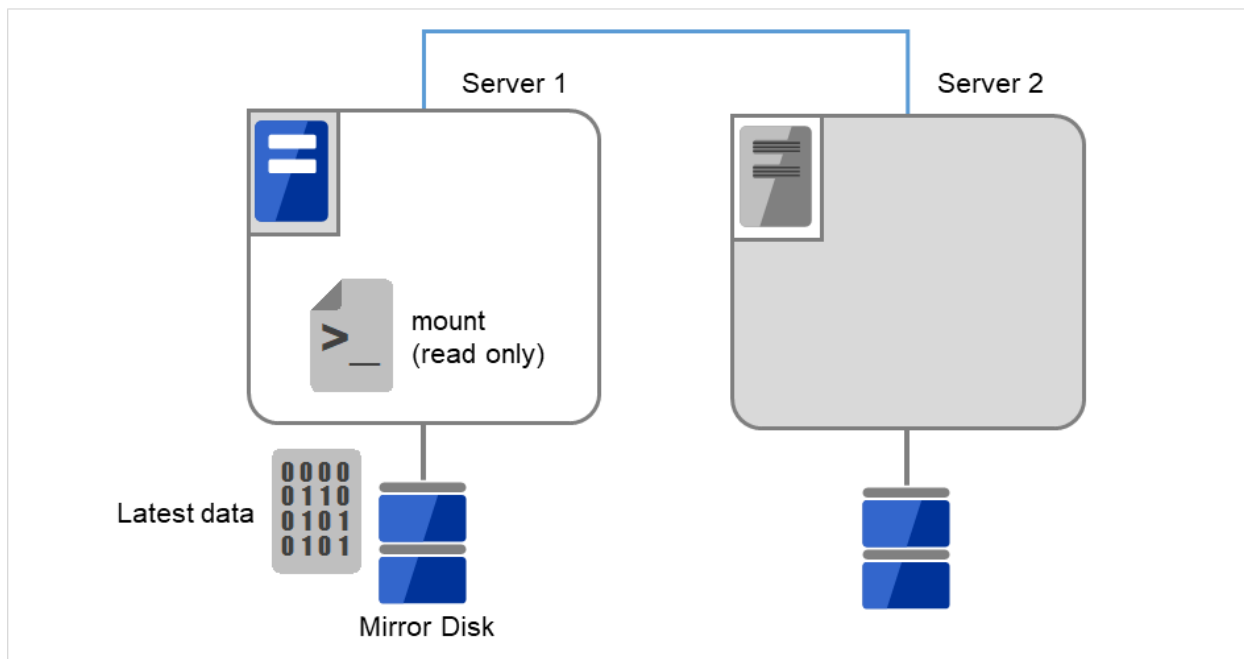 Server 1
Server 2
>_
mount
(read only)
Latest data
0000
0110
0101
0101
Mirror Disk